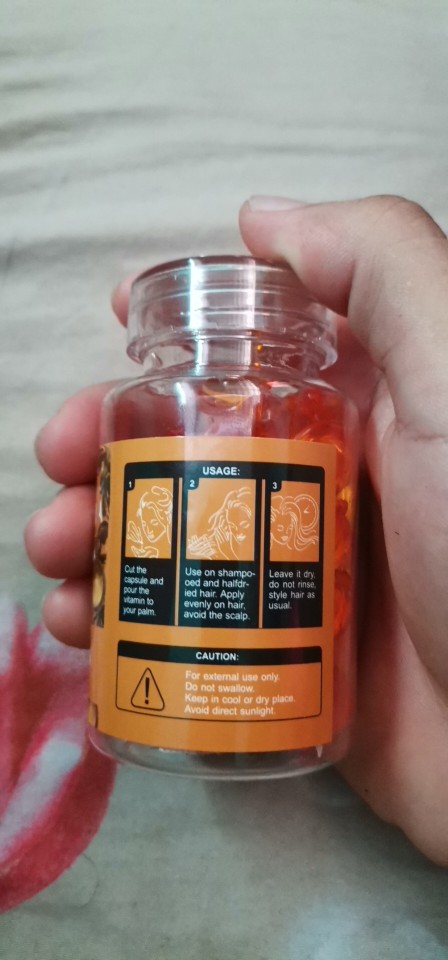 USAGE:
1
2
3
Cut the
capsule and
pour the
vitamin to
your palm.
Use on shampo-
oed and halfdr-
ied hair. Apply
evenly on hair,
avoid the scalp.
Leave it dry,
do not rinse,
style hair as
usual.
CAUTION:
For external use only.
Do not swallow.
Keep in cool or dry place.
Avoid direct sunlight.